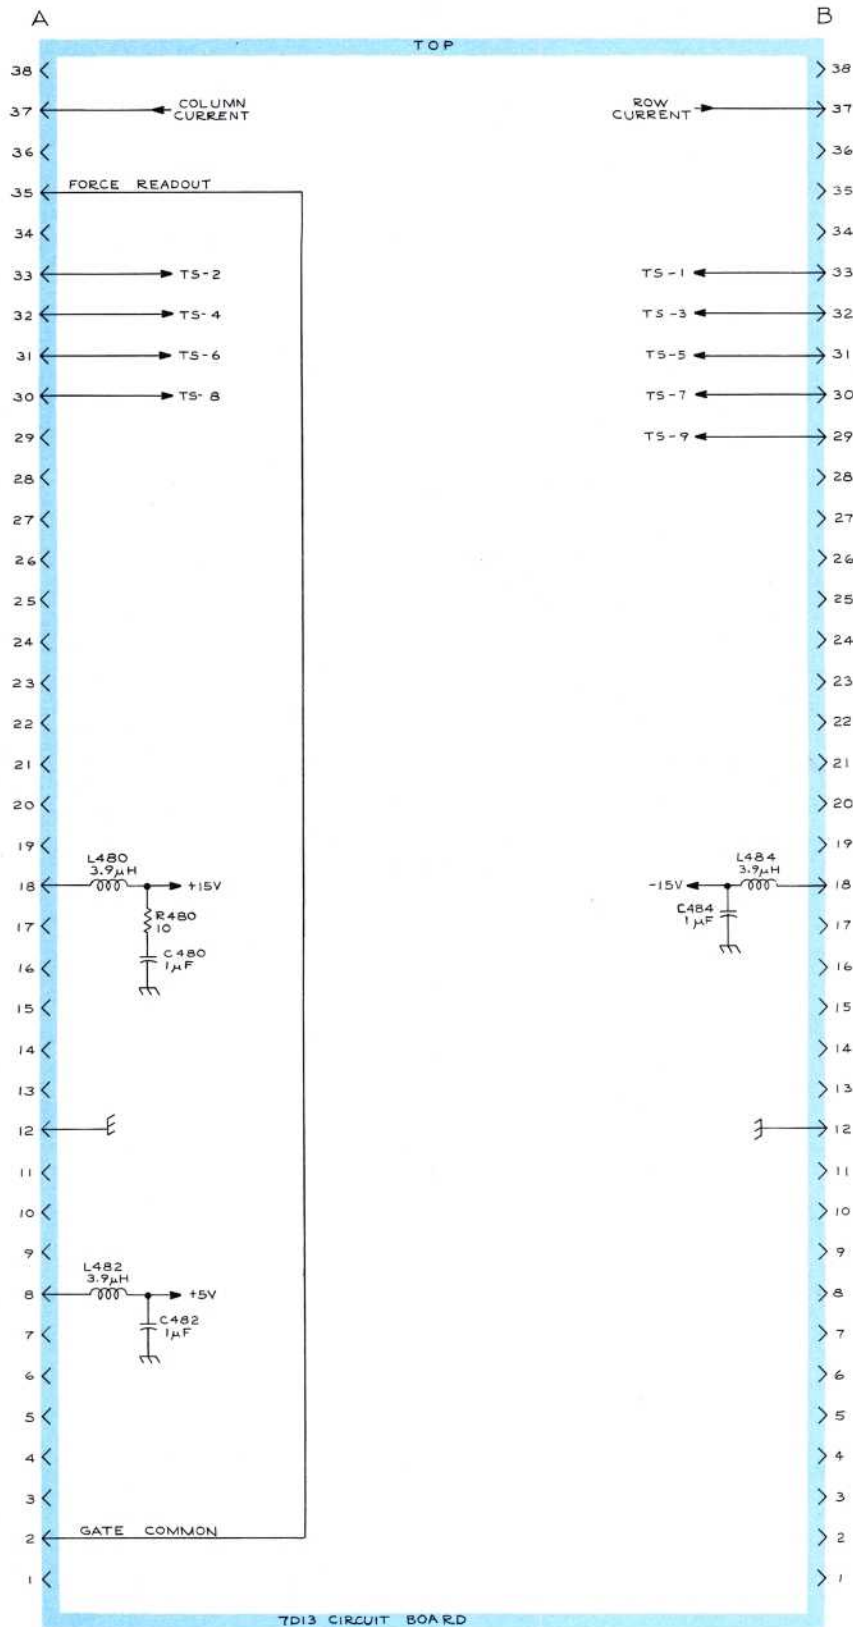 A B
TOP
38 38
37 COLUMN CURRENT ROW CURRENT 37
36 36
35 FORCE READOUT 35
34 34
33 TS-2 TS-1 33
32 TS-4 TS-3 32
31 TS-6 TS-5 31
30 TS-8 TS-7 30
29 TS-9 29
28 28
27 27
26 26
25 25
24 24
23 23
22 22
21 21
20 20
19 19
L480 L484
3.9µH 3.9µH
18 +15V -15V 18
R480 C484
17 10 1µF 17
C480
16 1µF 16
15 15
14 14
13 13
12 12
11 11
10 10
9 9
L482
3.9µH
8 +5V 8
C482
7 1µF 7
6 6
5 5
4 4
3 3
2 GATE COMMON 2
1 1
7D13 CIRCUIT BOARD